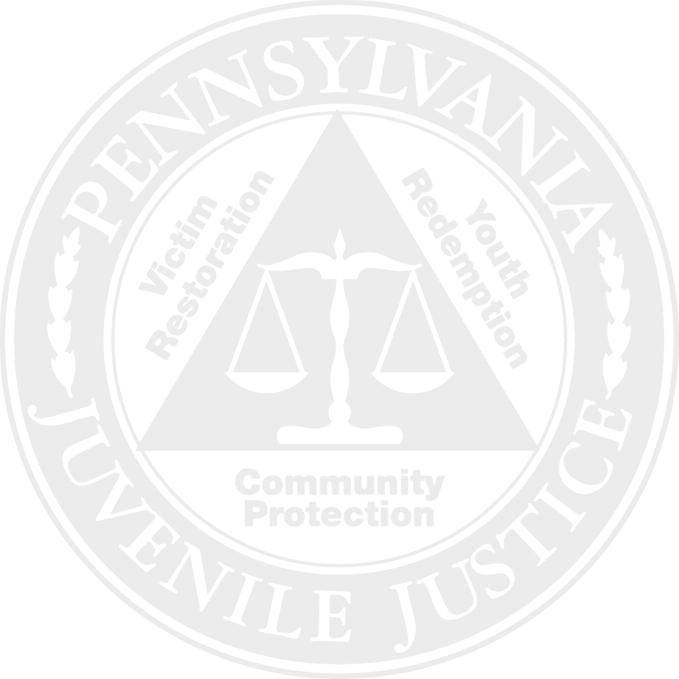 PENNSYLVANIA
Victim
Restoration
Youth
Redemption
Community
Protection
JUVENILE JUSTICE